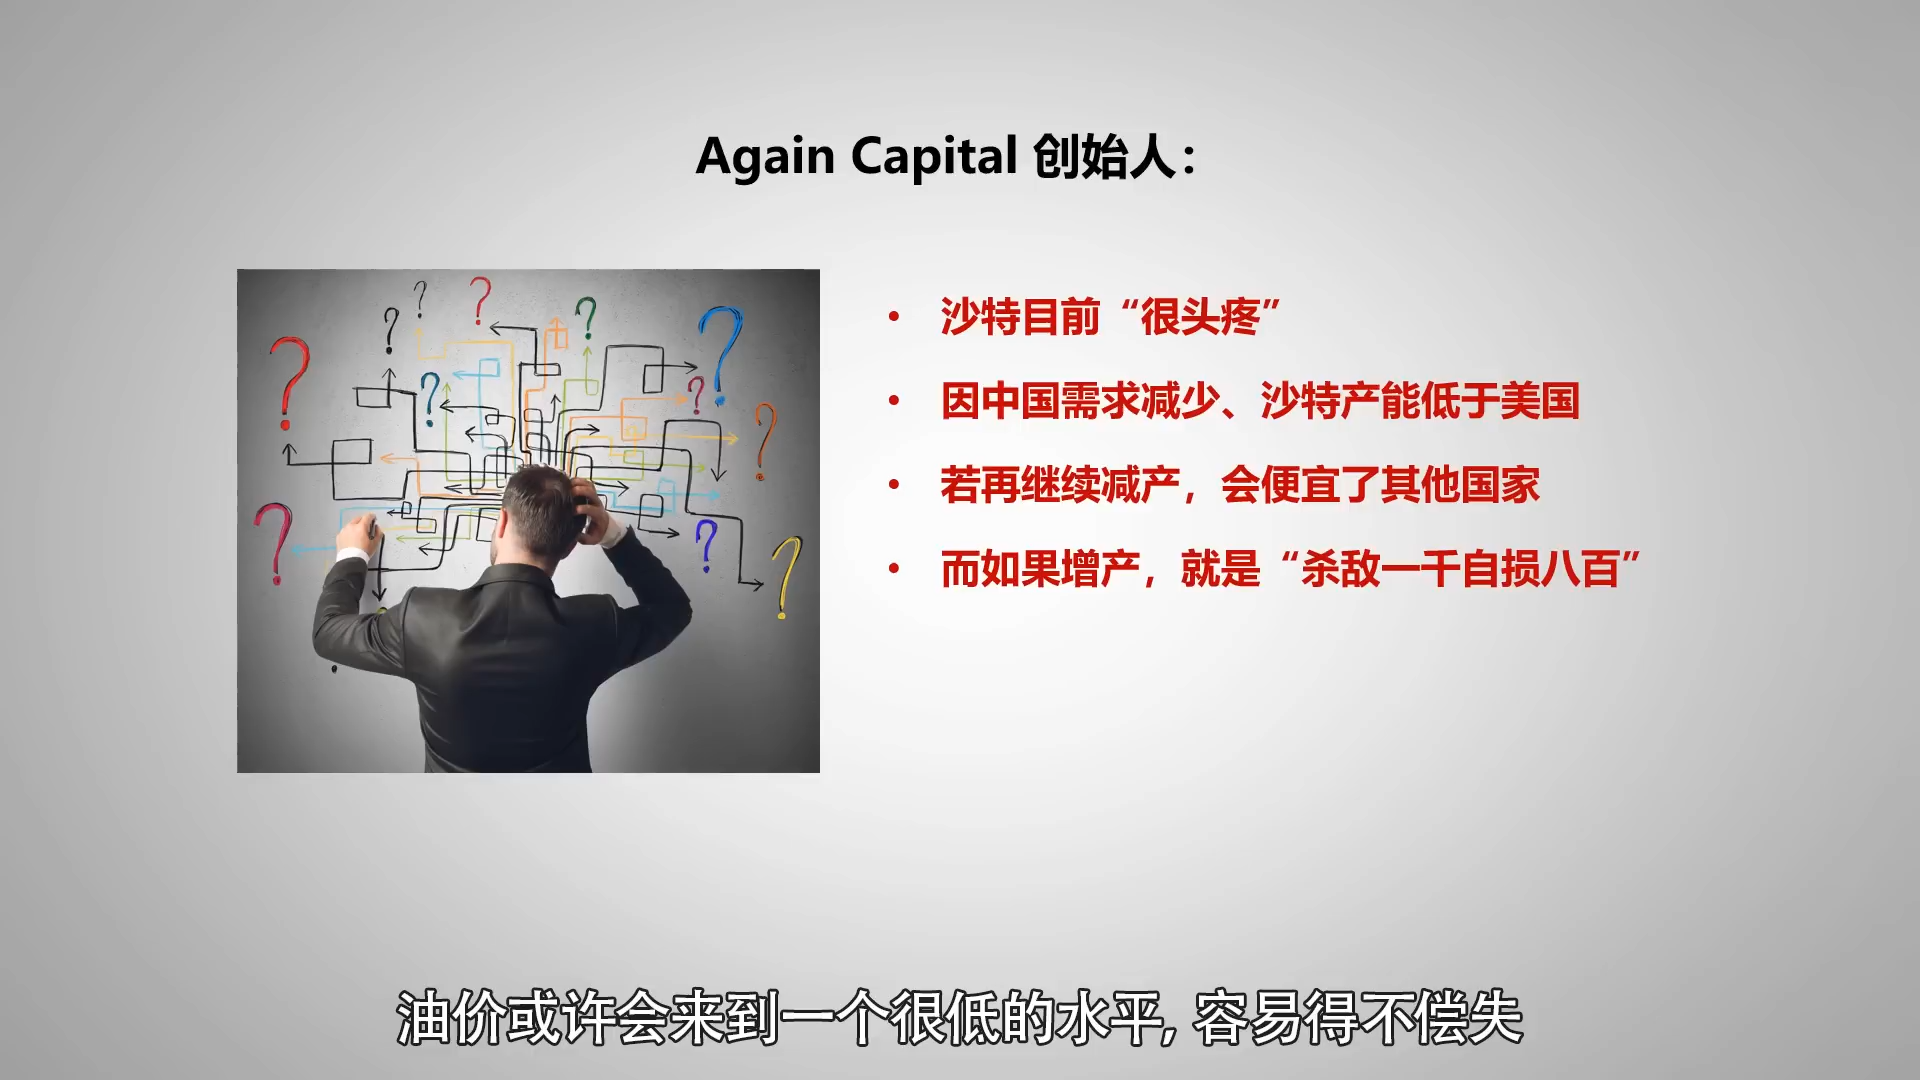 Again Capital 创始人：
• 沙特目前“很头疼”
• 因中国需求减少、沙特产能低于美国
• 若再继续减产，会便宜了其他国家
• 而如果增产，就是“杀敌一千自损八百”
油价或许会来到一个很低的水平, 容易得不偿失